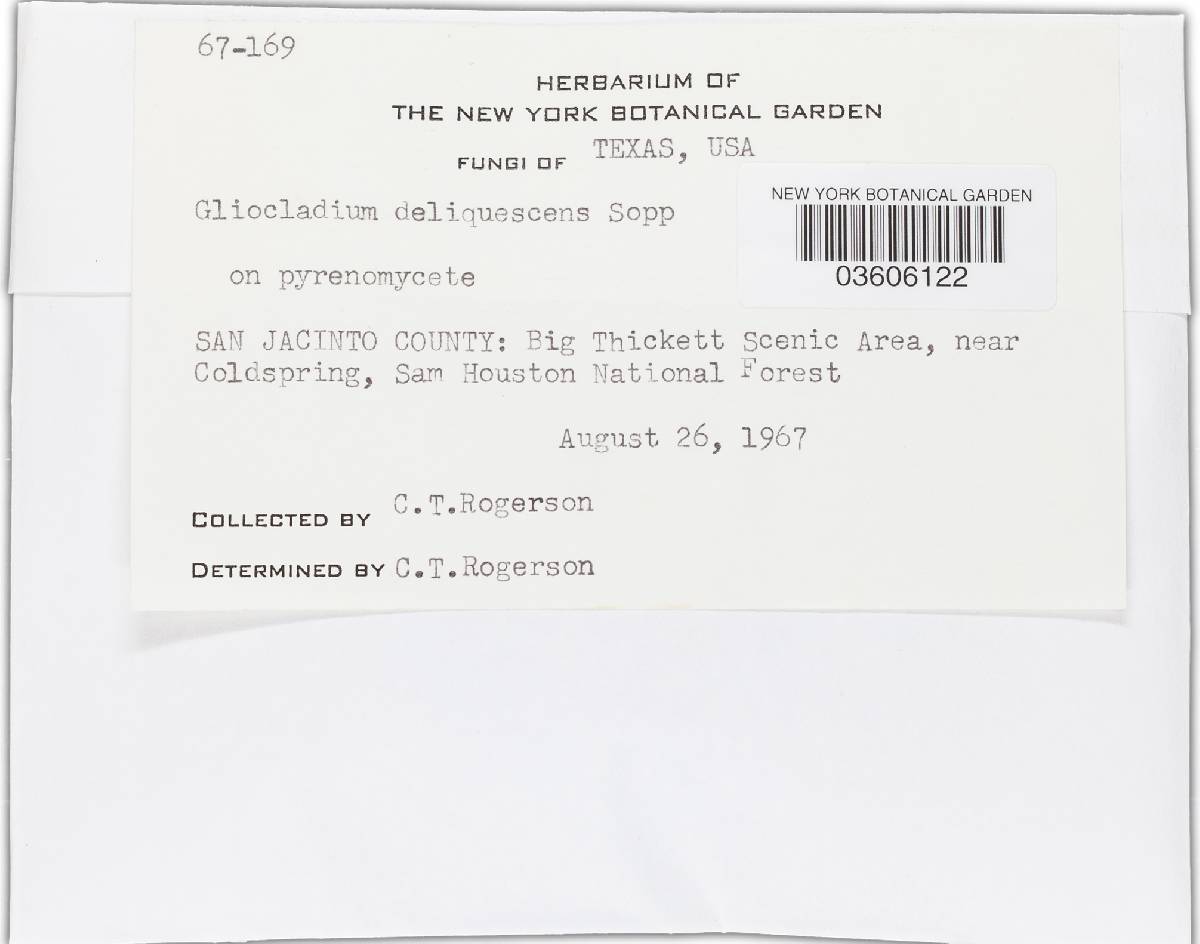 67-169
HERBARIUM OF
THE NEW YORK BOTANICAL GARDEN
FUNGI OF TEXAS, USA
Gliocladium deliquescens Sopp
NEW YORK BOTANICAL GARDEN
03606122
on pyrenomycete
SAN JACINTO COUNTY: Big Thickett Scenic Area, near
Coldspring, Sam Houston National Forest
August 26, 1967
COLLECTED BY C.T.Rogerson
DETERMINED BY C.T.Rogerson